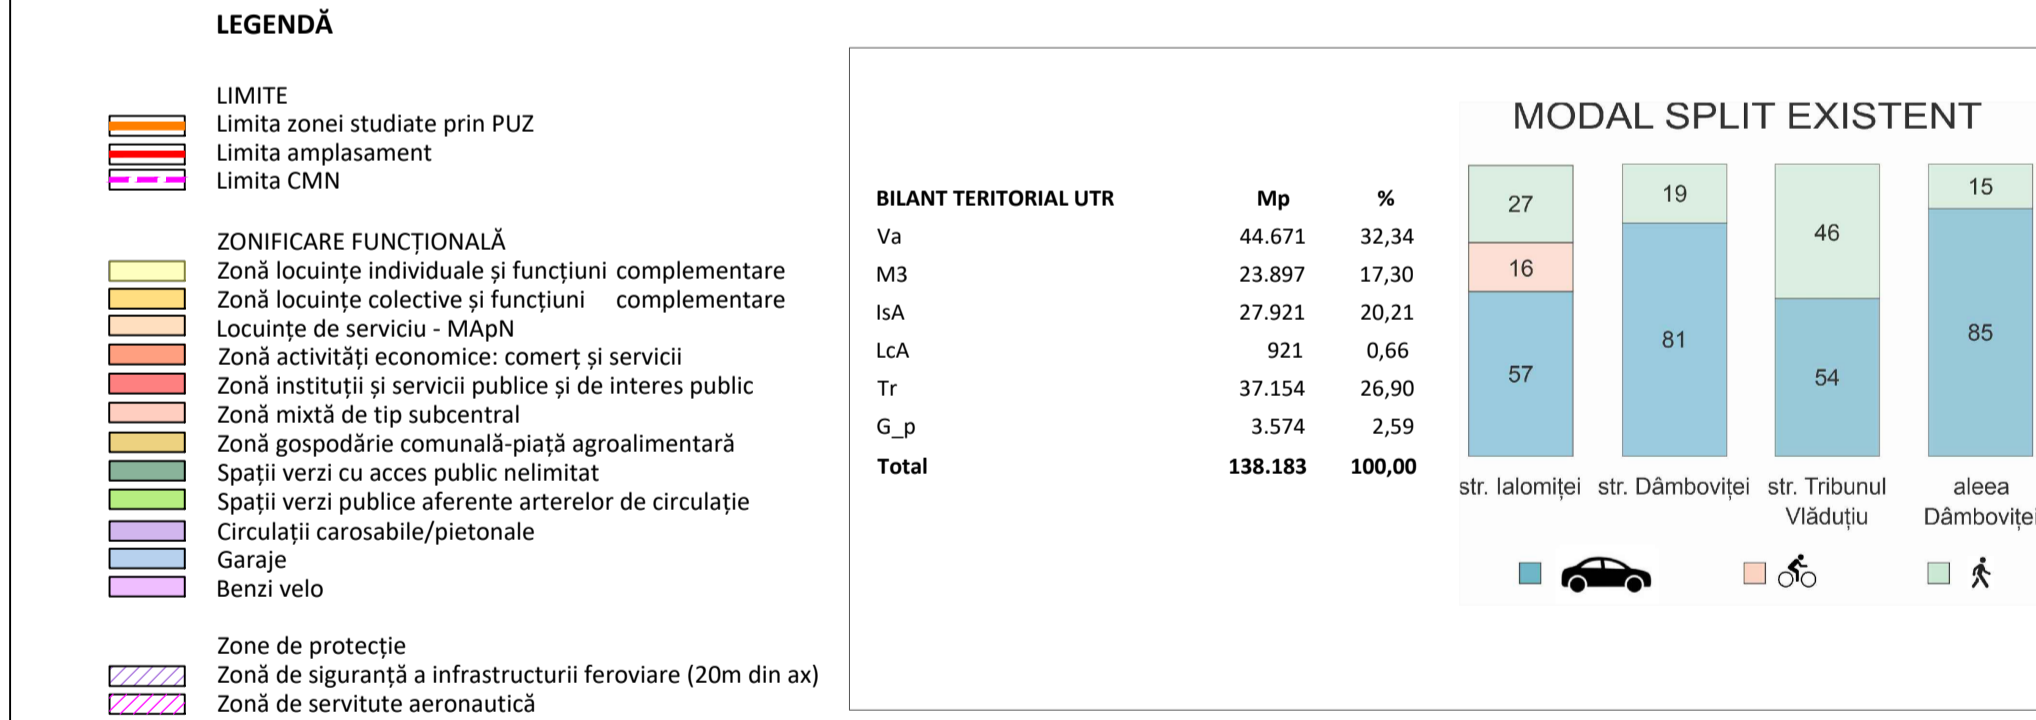 LEGENDĂ
LIMITE
Limita zonei studiate prin PUZ
Limita amplasament
Limita CMN
ZONIFICARE FUNCȚIONALĂ
Zonă locuințe individuale și funcțiuni complementare
Zonă locuințe colective și funcțiuni complementare
Locuințe de serviciu - MApN
Zonă activități economice: comerț și servicii
Zonă instituții și servicii publice și de interes public
Zonă mixtă de tip subcentral
Zonă gospodărie comunală-piață agroalimentară
Spații verzi cu acces public nelimitat
Spații verzi publice aferente arterelor de circulație
Circulații carosabile/pietonale
Garaje
Benzi velo
Zone de protecție
Zonă de siguranță a infrastructurii feroviare (20m din ax)
Zonă de servitute aeronautică
BILANT TERITORIAL UTR Mp %
Va 44.671 32,34
M3 23.897 17,30
IsA 27.921 20,21
LcA 921 0,66
Tr 37.154 26,90
G_p 3.574 2,59
Total 138.183 100,00
MODAL SPLIT EXISTENT
27 19 46 15
16
57 81 54 85
str. Ialomiței str. Dâmboviței str. Tribunul aleea
Vlăduțiu Dâmboviței